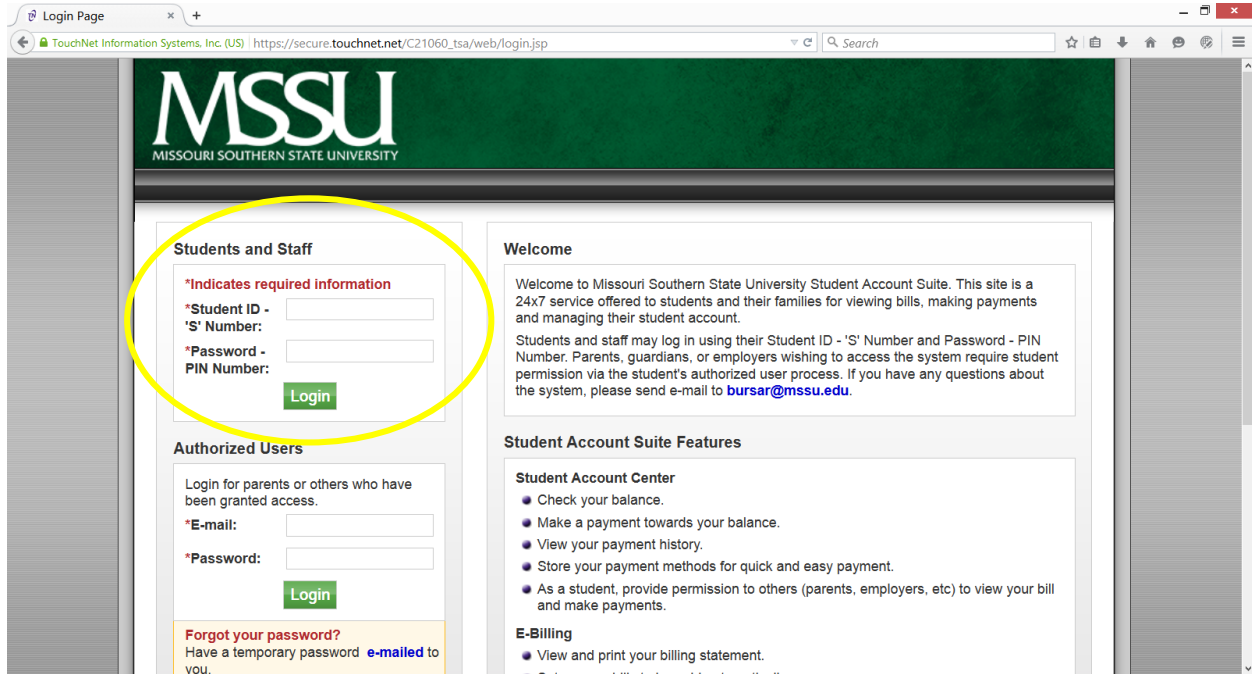 Login Page
TouchNet Information Systems, Inc. (US) https://secure.touchnet.net/C21060_tsa/web/login.jsp
Search
MSSU
MISSOURI SOUTHERN STATE UNIVERSITY
Students and Staff
*Indicates required information
*Student ID -
'S' Number:
*Password -
PIN Number:
Login
Authorized Users
Login for parents or others who have
been granted access.
*E-mail:
*Password:
Login
Forgot your password?
Have a temporary password e-mailed to
you.
Welcome
Welcome to Missouri Southern State University Student Account Suite. This site is a
24x7 service offered to students and their families for viewing bills, making payments
and managing their student account.
Students and staff may log in using their Student ID - 'S' Number and Password - PIN
Number. Parents, guardians, or employers wishing to access the system require student
permission via the student's authorized user process. If you have any questions about
the system, please send e-mail to bursar@mssu.edu.
Student Account Suite Features
Student Account Center
Check your balance.
Make a payment towards your balance.
View your payment history.
Store your payment methods for quick and easy payment.
As a student, provide permission to others (parents, employers, etc) to view your bill
and make payments.
E-Billing
View and print your billing statement.